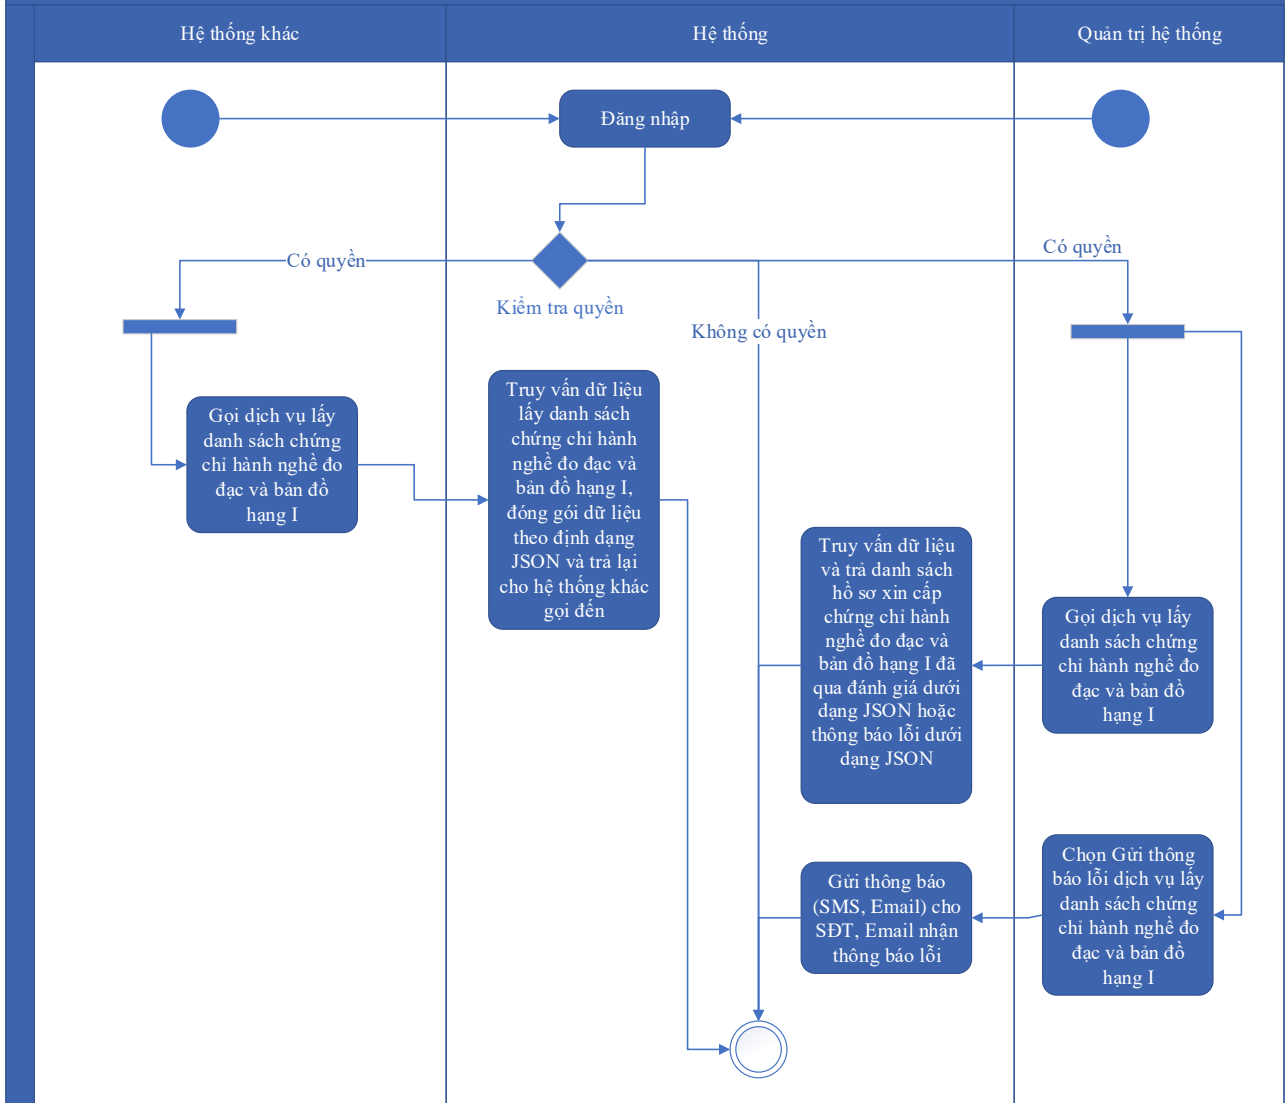 Hệ thống khác
Hệ thống
Quản trị hệ thống
Đăng nhập
Có quyền
Có quyền
Kiểm tra quyền
Không có quyền
Gọi dịch vụ lấy
danh sách chứng
chỉ hành nghề đo
đạc và bản đồ
hạng I
Truy vấn dữ liệu
lấy danh sách
chứng chỉ hành
nghề đo đạc và
bản đồ hạng I,
đóng gói dữ liệu
theo định dạng
JSON và trả lại
cho hệ thống khác
gọi đến
Truy vấn dữ liệu
và trả danh sách
hồ sơ xin cấp
chứng chỉ hành
nghề đo đạc và
bản đồ hạng I đã
qua đánh giá dưới
dạng JSON hoặc
thông báo lỗi dưới
dạng JSON
Gọi dịch vụ lấy
danh sách chứng
chỉ hành nghề đo
đạc và bản đồ
hạng I
Gửi thông báo
(SMS, Email) cho
SĐT, Email nhận
thông báo lỗi
Chọn Gửi thông
báo lỗi dịch vụ lấy
danh sách chứng
chỉ hành nghề đo
đạc và bản đồ
hạng I